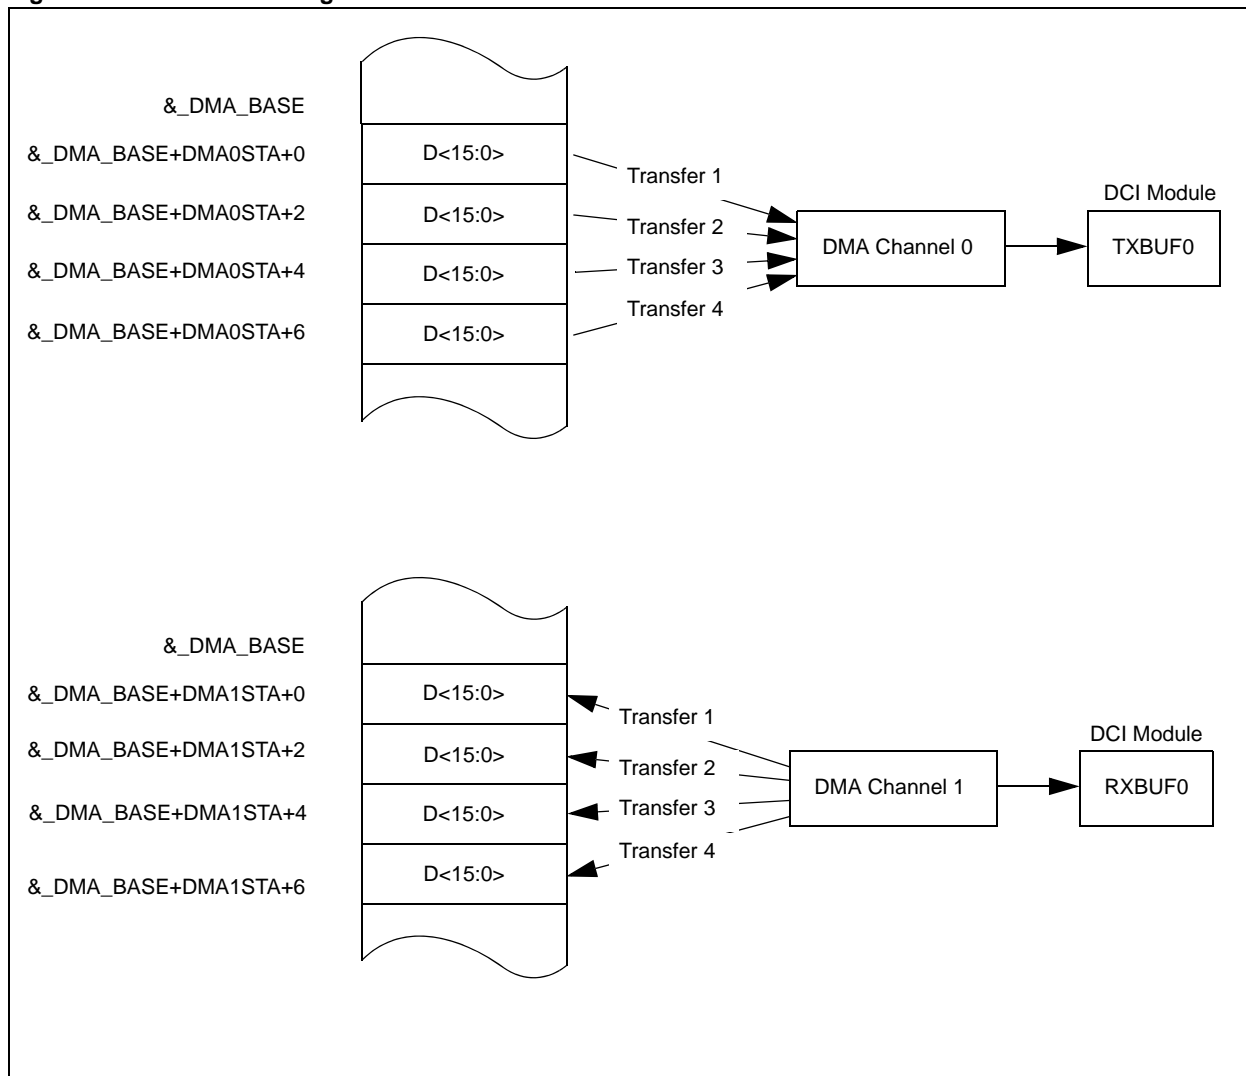 &_DMA_BASE
&_DMA_BASE+DMA0STA+0
D<15:0>
Transfer 1
&_DMA_BASE+DMA0STA+2
D<15:0>
Transfer 2
&_DMA_BASE+DMA0STA+4
D<15:0>
Transfer 3
&_DMA_BASE+DMA0STA+6
D<15:0>
Transfer 4
DMA Channel 0
DCI Module
TXBUF0
&_DMA_BASE
&_DMA_BASE+DMA1STA+0
D<15:0>
Transfer 1
&_DMA_BASE+DMA1STA+2
D<15:0>
Transfer 2
&_DMA_BASE+DMA1STA+4
D<15:0>
Transfer 3
&_DMA_BASE+DMA1STA+6
D<15:0>
Transfer 4
DMA Channel 1
DCI Module
RXBUF0